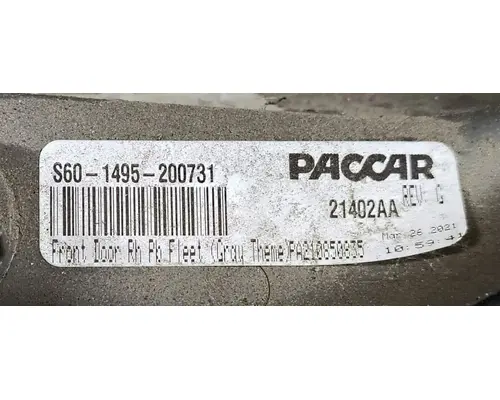 S60-1495-200731 PACCAR
21402AA REV G
Mar 26 2021
Front Door Rh Pb Fleet (Gray Theme)PA210850835 10:59:41